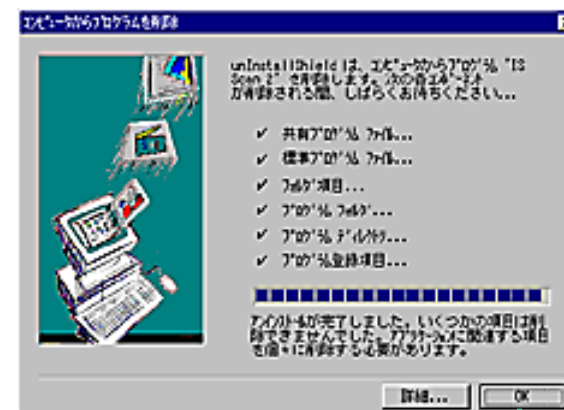 コンピュータからプログラムを削除
unInstallShield は、コンピュータからプログラム "IS
Scan 2" を削除します。次の各コンポーネント
が削除される間、しばらくお待ちください...
✔ 共有プログラム ファイル...
✔ 標準プログラム ファイル...
✔ フォルダ項目...
✔ プログラム フォルダ...
✔ プログラム ディレクトリ...
✔ プログラム登録項目...
アンインストールが完了しました。いくつかの項目は削
除できませんでした。アプリケーションに関連する項目
を個々に削除する必要があります。
詳細...
OK